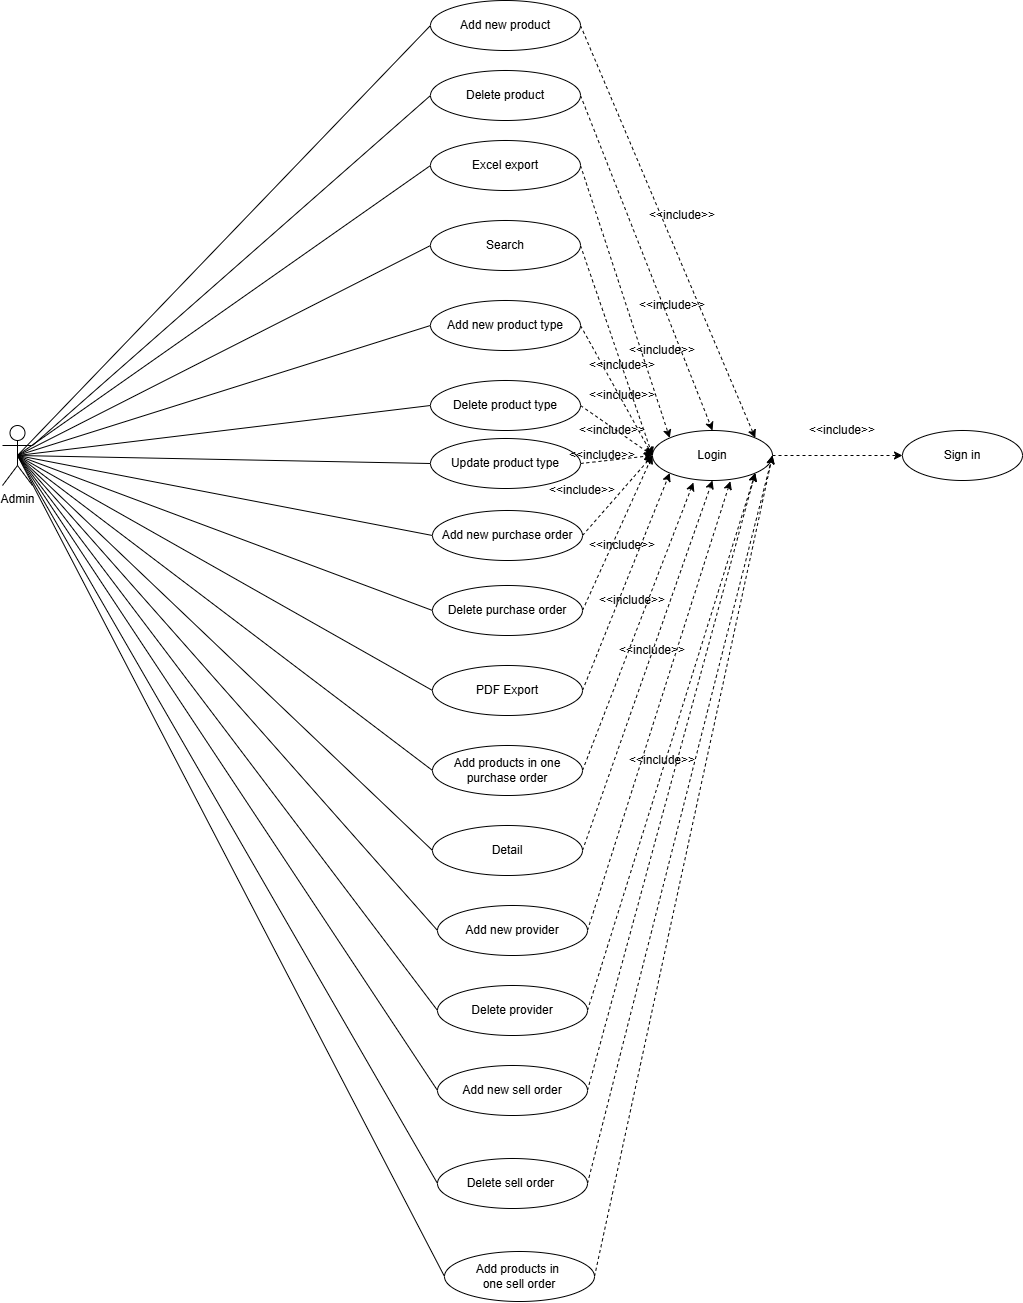 Add new product
Delete product
Excel export
<<include>>
Search
<<include>>
Add new product type
<<include>>
<<include>>
<<include>>
Delete product type
<<include>>
<<include>>
Admin
Update product type
<<include>>
Login
Sign in
<<include>>
Add new purchase order
<<include>>
Delete purchase order
<<include>>
<<include>>
PDF Export
Add products in one
purchase order
<<include>>
Detail
Add new provider
Delete provider
Add new sell order
Delete sell order
Add products in
one sell order